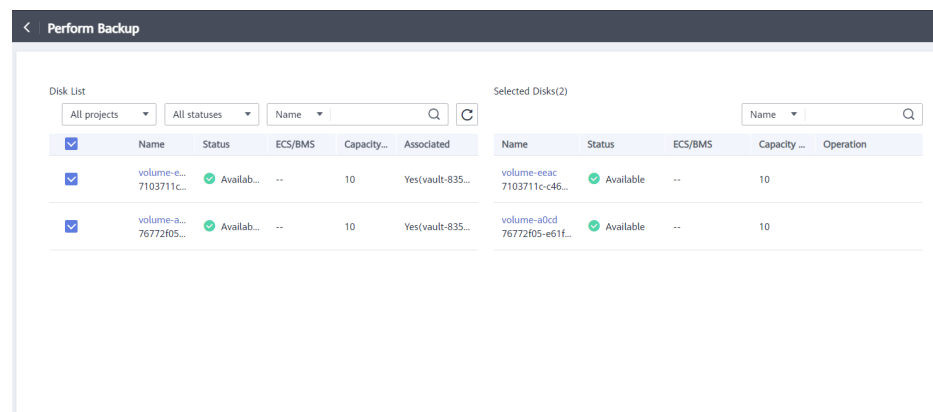 Perform Backup
Disk List
All projects All statuses Name
Name Status ECS/BMS Capacity... Associated
volume-e... Availab... -- 10 Yes(vault-835...
7103711c...
volume-a... Availab... -- 10 Yes(vault-835...
76772f05...
Selected Disks(2)
Name
Name Status ECS/BMS Capacity ... Operation
volume-eeac Available -- 10
7103711c-c46...
volume-a0cd Available -- 10
76772f05-e61f...